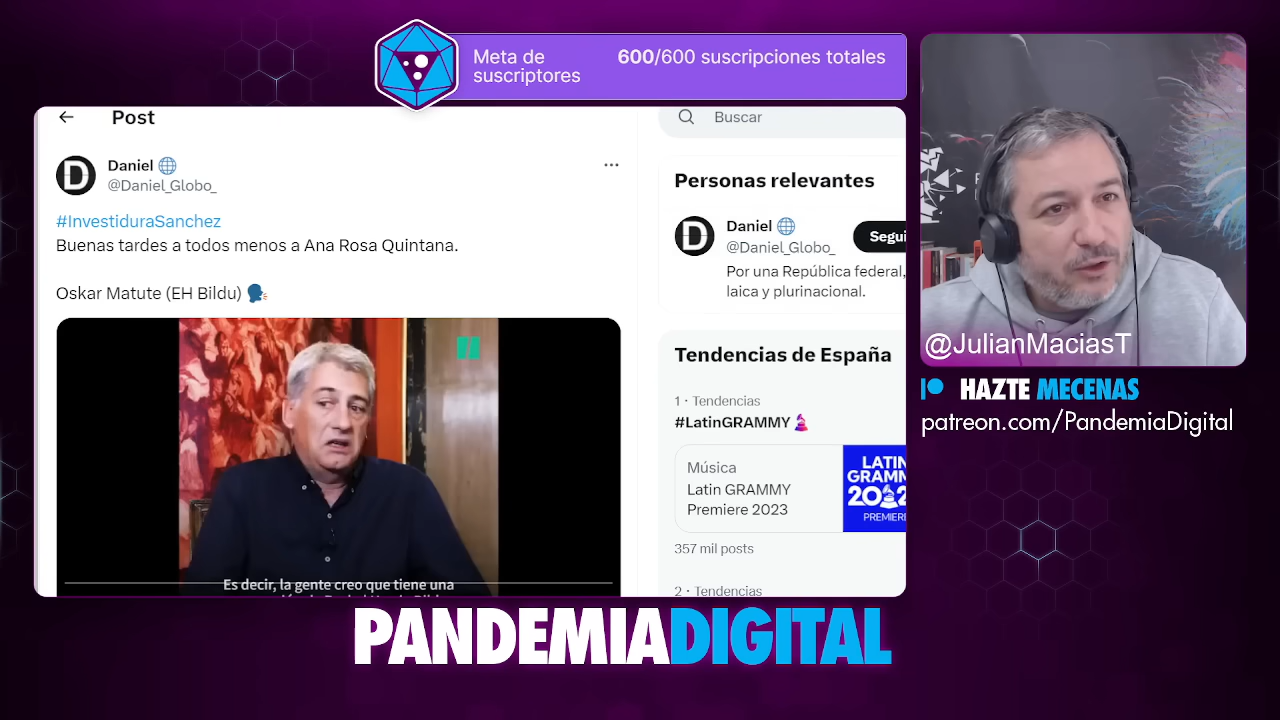 Meta de
suscriptores
600/600 suscripciones totales
Post
Daniel
@Daniel_Globo_
#InvestiduraSanchez
Buenas tardes a todos menos a Ana Rosa Quintana.
Oskar Matute (EH Bildu)
Es decir, la gente creo que tiene una
Buscar
Personas relevantes
Daniel
@Daniel_Globo_
Segui
Por una República federal,
laica y plurinacional.
Tendencias de España
1 · Tendencias
#LatinGRAMMY
Música
Latin GRAMMY
Premiere 2023
LATIN
GRAMM
202
PREMIERE
357 mil posts
2 · Tendencias
@JulianMaciasT
HAZTE MECENAS
patreon.com/PandemiaDigital
PANDEMIADIGITAL